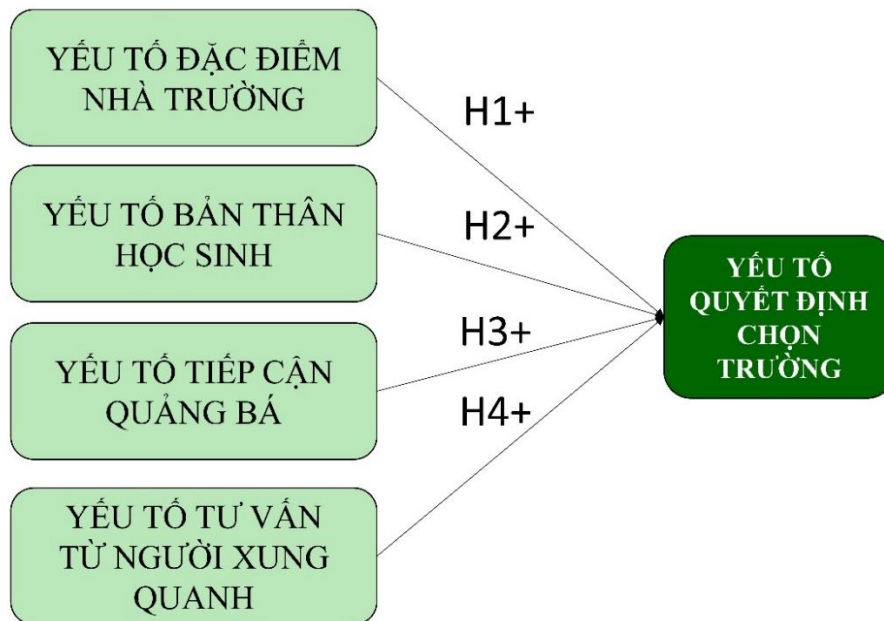 YẾU TỐ ĐẶC ĐIỂM
NHÀ TRƯỜNG
H1+
YẾU TỐ BẢN THÂN
HỌC SINH
H2+
YẾU TỐ TIẾP CẬN
QUẢNG BÁ
H3+
YẾU TỐ TƯ VẤN
TỪ NGƯỜI XUNG
QUANH
H4+
YẾU TỐ
QUYẾT ĐỊNH
CHỌN
TRƯỜNG